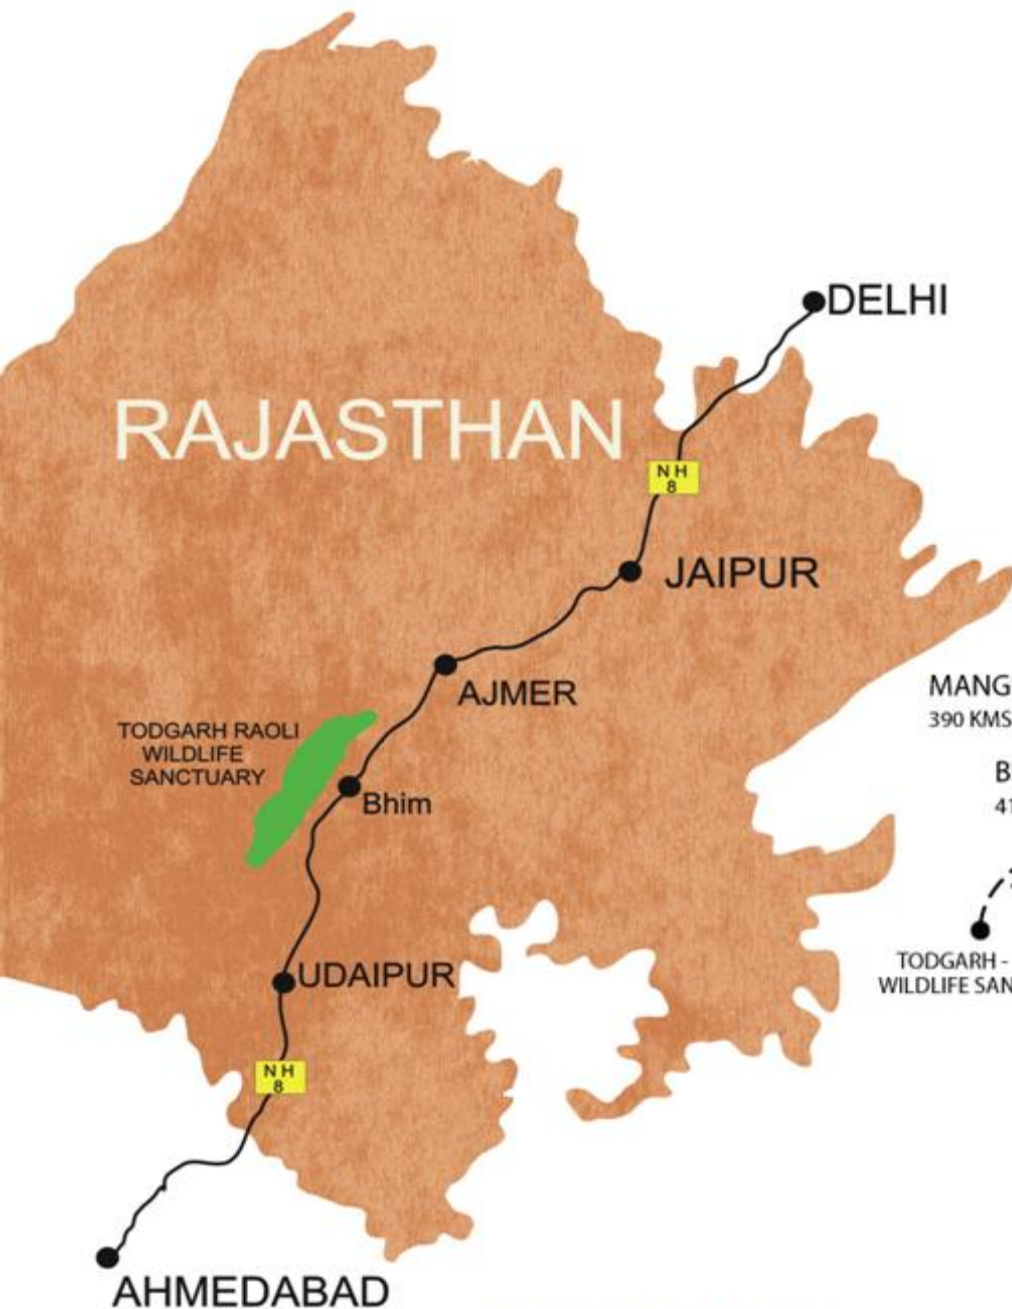 DELHI
RAJASTHAN
NH
8
JAIPUR
AJMER
MANG
390 KMS
TODGARH RAOLI
WILDLIFE
SANCTUARY
B
41
Bhim
TODGARH -
WILDLIFE SAN
UDAIPUR
NH
8
AHMEDABAD